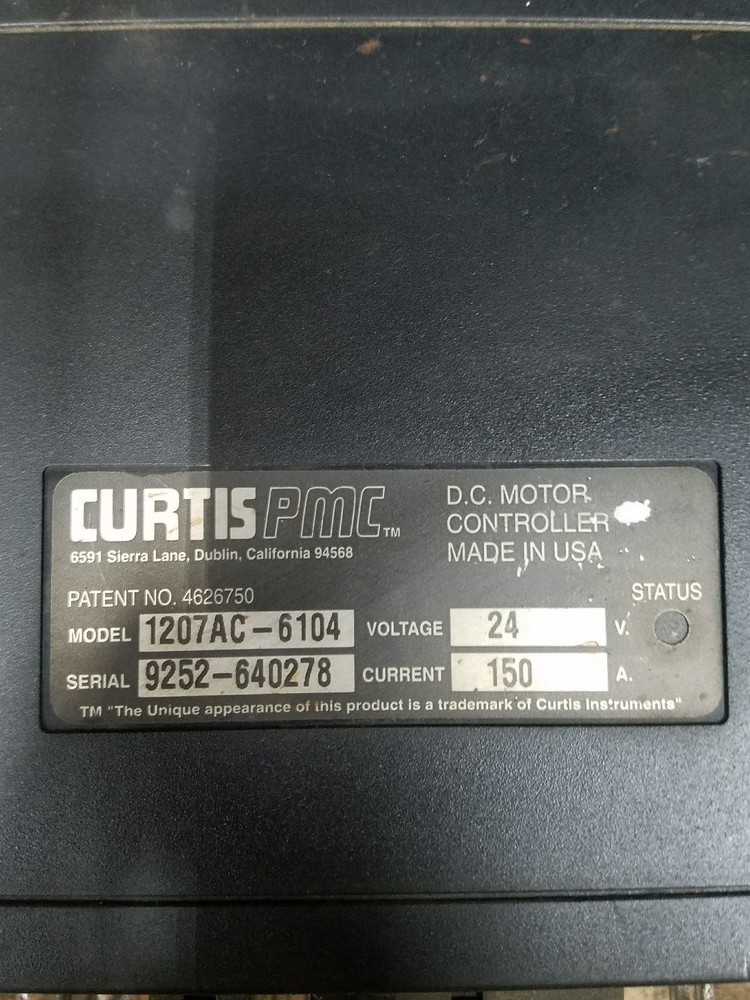 CURTIS PMC TM
6591 Sierra Lane, Dublin, California 94568
D.C. MOTOR
CONTROLLER
MADE IN USA
PATENT NO. 4626750
STATUS
MODEL 1207AC-6104 VOLTAGE 24 V.
SERIAL 9252-640278 CURRENT 150 A.
TM "The Unique appearance of this product is a trademark of Curtis Instruments"